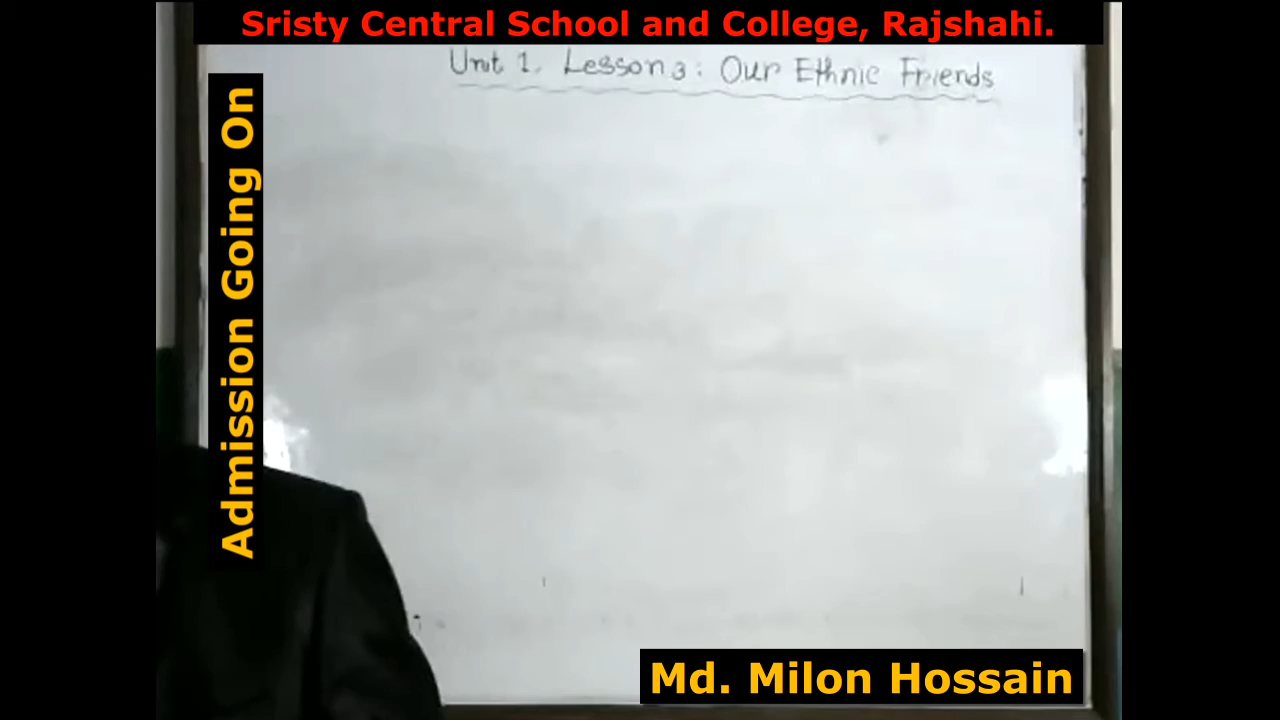 Sristy Central School and College, Rajshahi.
Unit 1. Lesson 3: Our Ethnic Friends
Admission Going On
Md. Milon Hossain